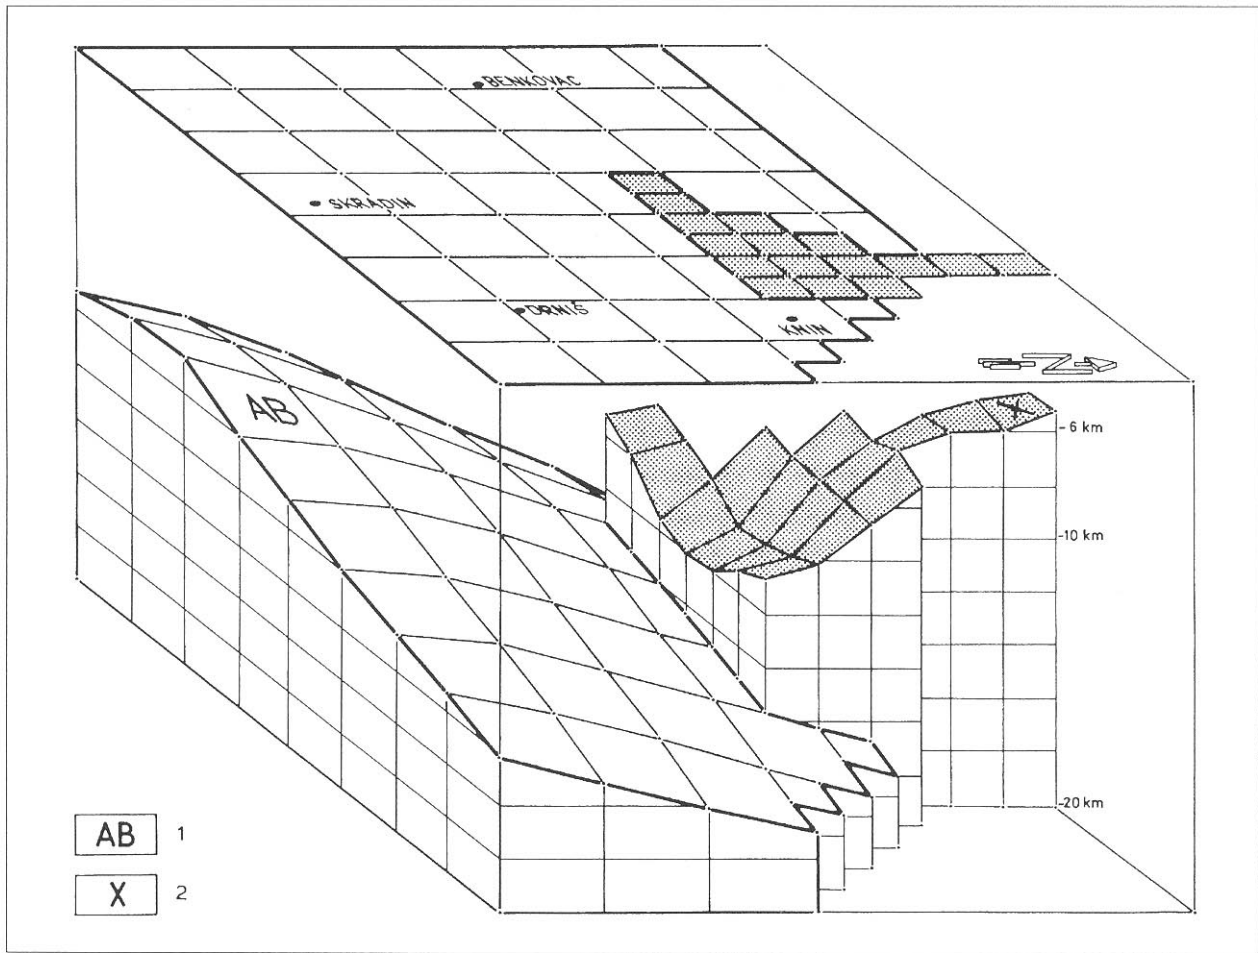 BENKOVAC
SKRADIN
DRNIŠ
KNIN
N
AB
X
- 6 km
-10 km
-20 km
AB 1
X 2